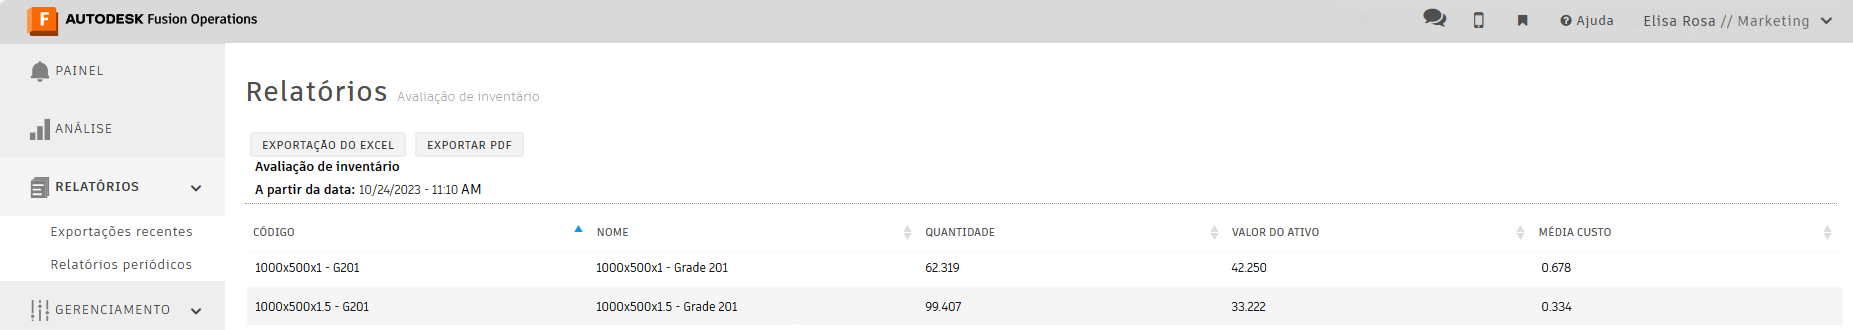 F AUTODESK Fusion Operations
Ajuda
Elisa Rosa // Marketing
PAINEL
ANÁLISE
RELATÓRIOS
Exportações recentes
Relatórios periódicos
GERENCIAMENTO
Relatórios Avaliação de inventário
EXPORTAÇÃO DO EXCEL EXPORTAR PDF
Avaliação de inventário
A partir da data: 10/24/2023 - 11:10 AM
CÓDIGO NOME QUANTIDADE VALOR DO ATIVO MÉDIA CUSTO
1000x500x1 - G201 1000x500x1 - Grade 201 62.319 42.250 0.678
1000x500x1.5 - G201 1000x500x1.5 - Grade 201 99.407 33.222 0.334